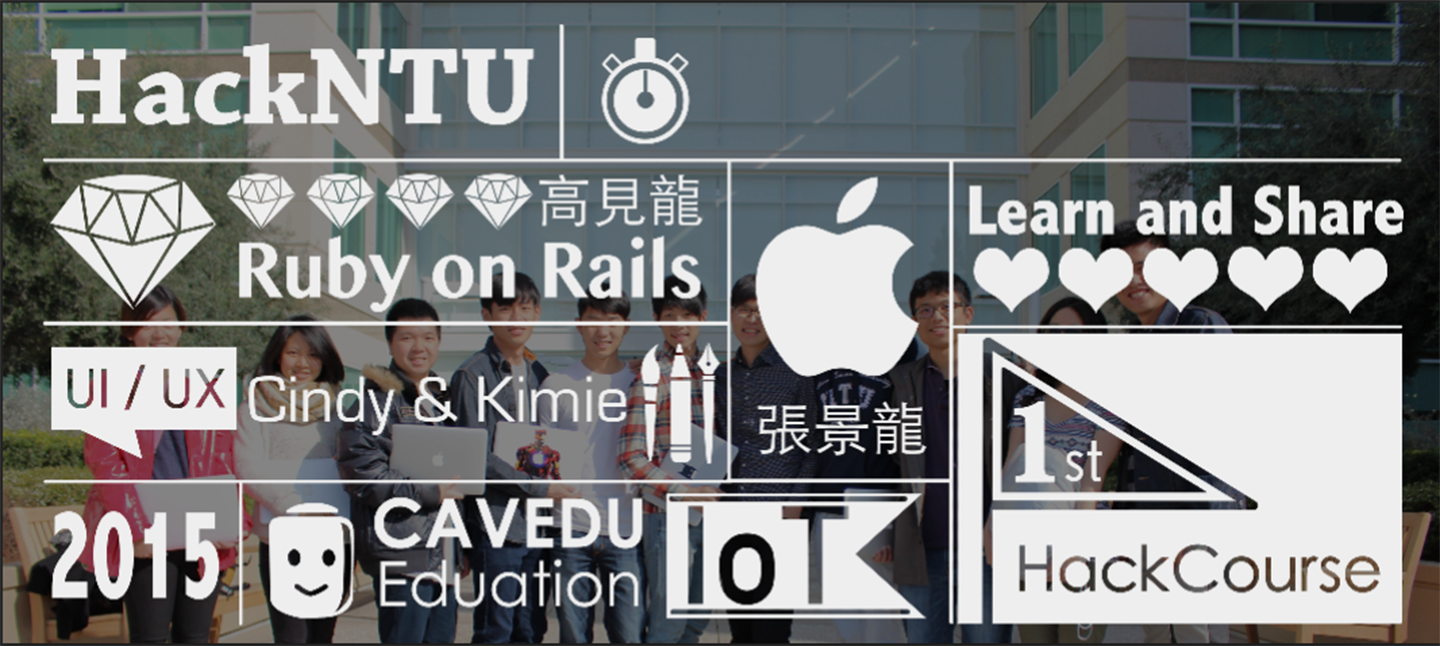 HackNTU
高見龍
Ruby on Rails
Learn and Share
UI / UX
Cindy & Kimie
張景龍
1st
HackCourse
2015
CAVEDU
Eduation
IoT